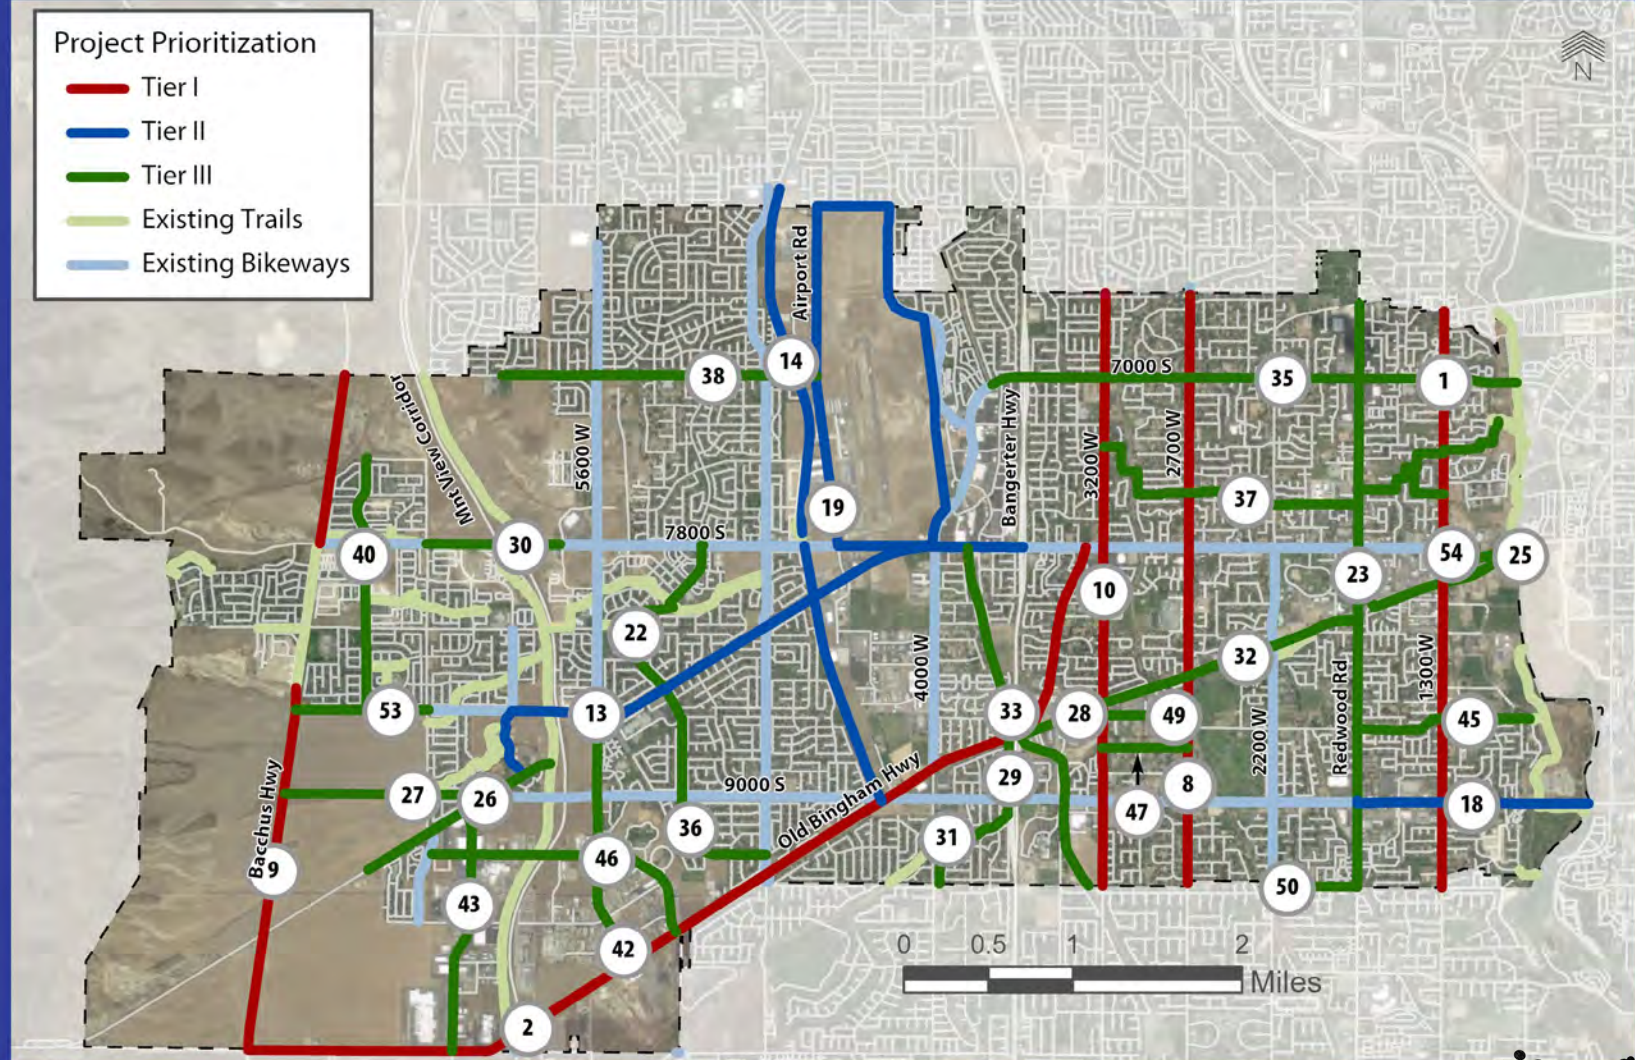 Project Prioritization
Tier I
Tier II
Tier III
Existing Trails
Existing Bikeways
N
Airport Rd
14
38
7000 S
35
1
Mnt View Corridor
5600 W
Bangerter Hwy
3200 W
2700 W
37
19
7800 S
40
30
54
25
10
23
22
4000 W
32
1300 W
53
13
33
28
49
2200 W
Redwood Rd
45
Bacchus Hwy
27
26
9000 S
Old Bingham Hwy
29
8
47
18
36
31
9
46
50
43
42
2
0 0.5 1 2
Miles